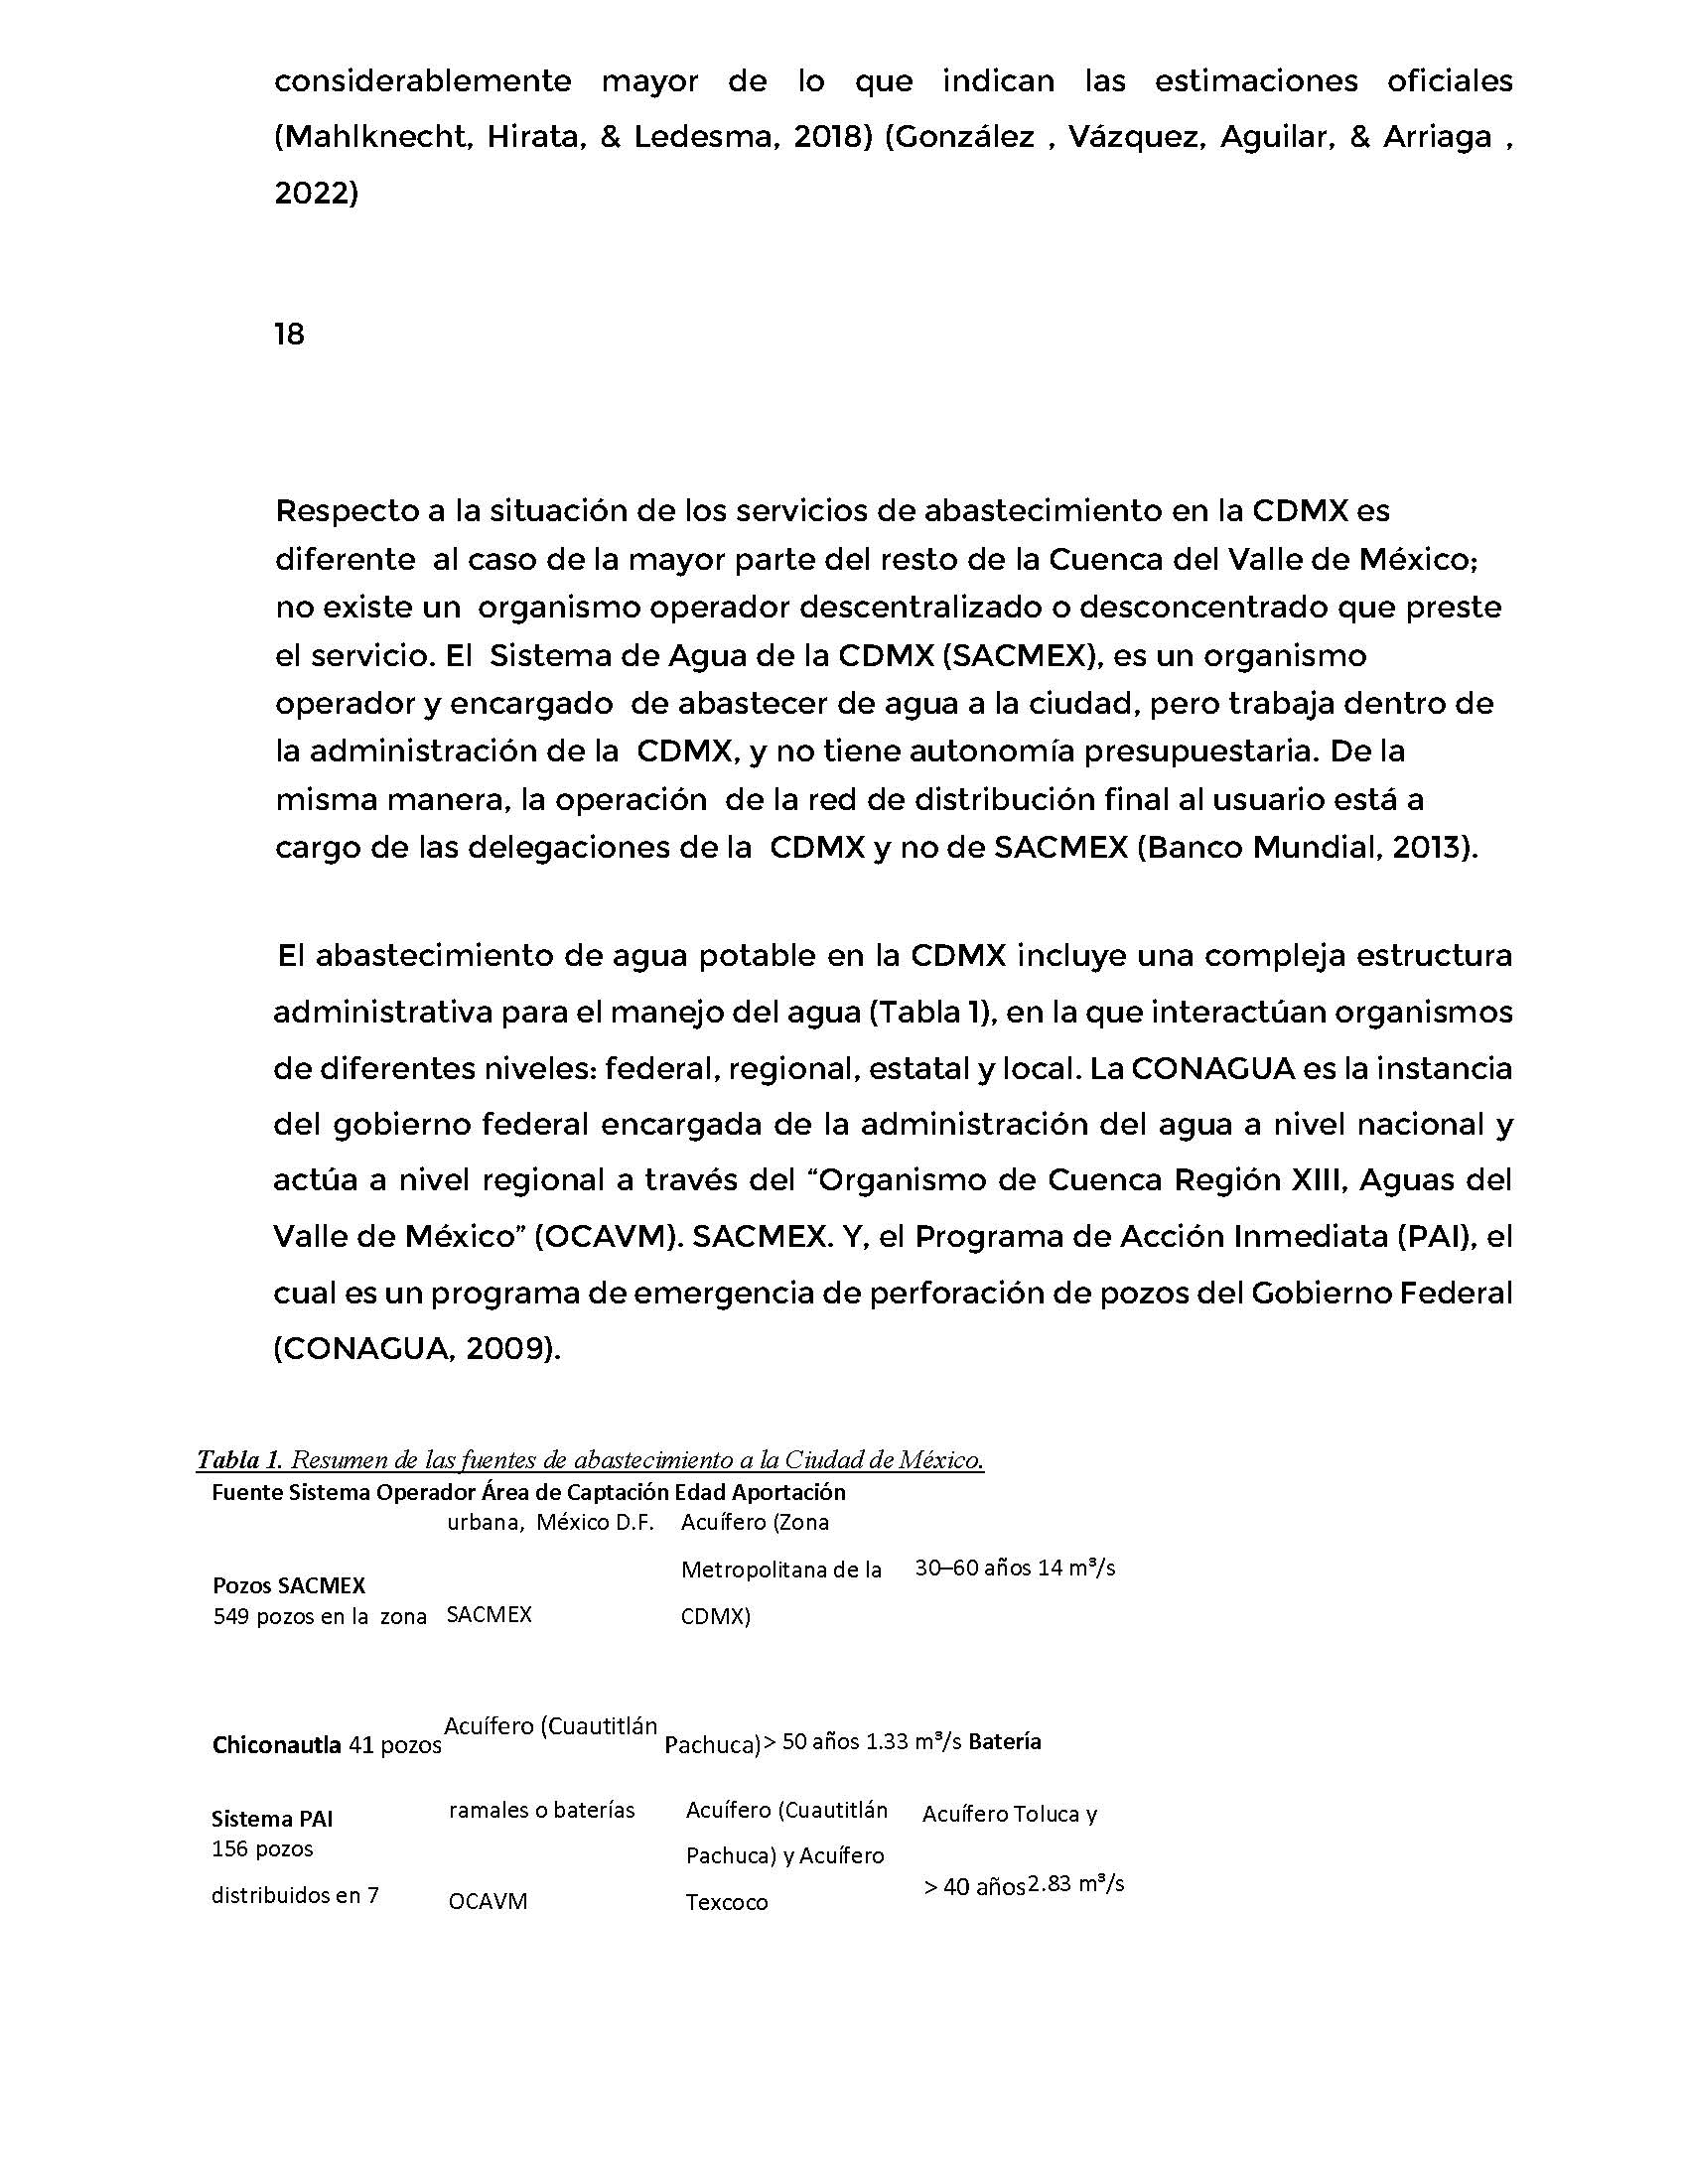 considerablemente mayor de lo que indican las estimaciones oficiales
(Mahlknecht, Hirata, & Ledesma, 2018) (González , Vázquez, Aguilar, & Arriaga ,
2022)
18
Respecto a la situación de los servicios de abastecimiento en la CDMX es
diferente al caso de la mayor parte del resto de la Cuenca del Valle de México;
no existe un organismo operador descentralizado o desconcentrado que preste
el servicio. El Sistema de Agua de la CDMX (SACMEX), es un organismo
operador y encargado de abastecer de agua a la ciudad, pero trabaja dentro de
la administración de la CDMX, y no tiene autonomía presupuestaria. De la
misma manera, la operación de la red de distribución final al usuario está a
cargo de las delegaciones de la CDMX y no de SACMEX (Banco Mundial, 2013).
El abastecimiento de agua potable en la CDMX incluye una compleja estructura
administrativa para el manejo del agua (Tabla 1), en la que interactúan organismos
de diferentes niveles: federal, regional, estatal y local. La CONAGUA es la instancia
del gobierno federal encargada de la administración del agua a nivel nacional y
actúa a nivel regional a través del “Organismo de Cuenca Región XIII, Aguas del
Valle de México” (OCAVM). SACMEX. Y, el Programa de Acción Inmediata (PAI), el
cual es un programa de emergencia de perforación de pozos del Gobierno Federal
(CONAGUA, 2009).
Tabla 1. Resumen de las fuentes de abastecimiento a la Ciudad de México.
Fuente Sistema Operador Área de Captación Edad Aportación
urbana, México D.F. Acuífero (Zona
Metropolitana de la 30–60 años 14 m³/s
Pozos SACMEX
549 pozos en la zona SACMEX CDMX)
Acuífero (Cuautitlán
Chiconautla 41 pozos Pachuca)> 50 años 1.33 m³/s Batería
ramales o baterías Acuífero (Cuautitlán Acuífero Toluca y
Sistema PAI
156 pozos Pachuca) y Acuífero
distribuidos en 7 OCAVM Texcoco > 40 años 2.83 m³/s